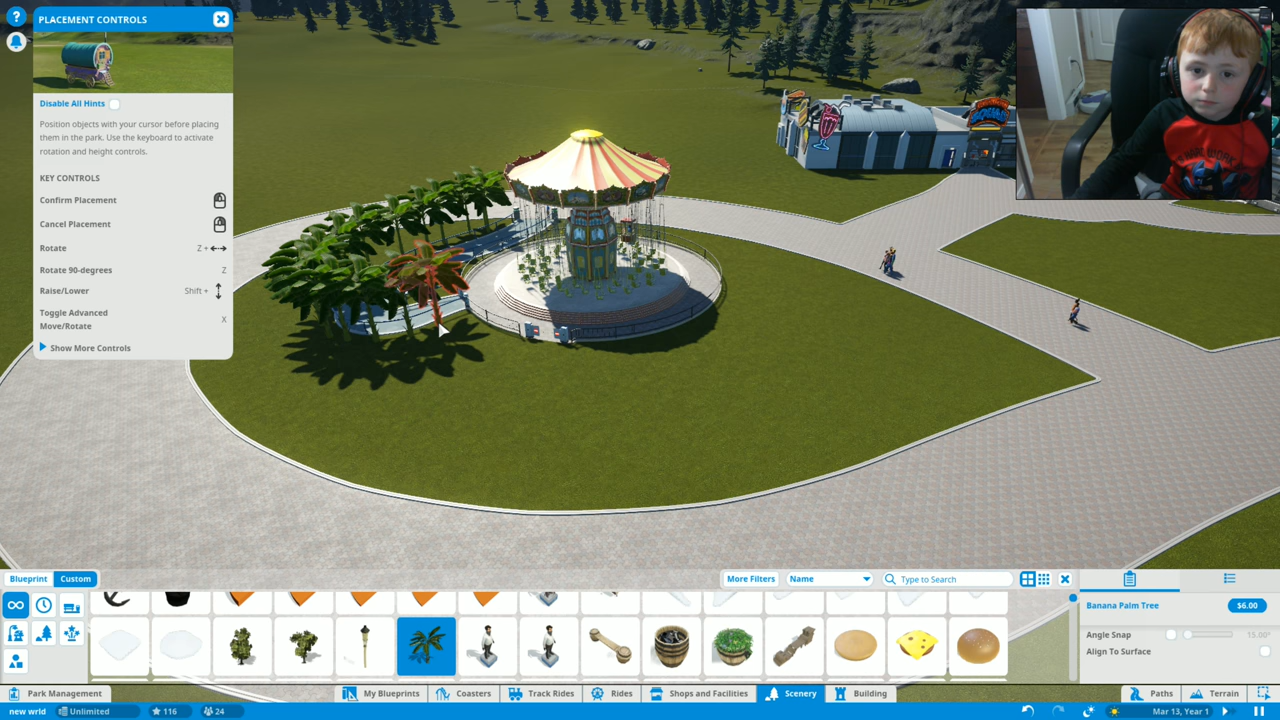 PLACEMENT CONTROLS
Disable All Hints
Position objects with your cursor before placing
them in the park. Use the keyboard to activate
rotation and height controls.
KEY CONTROLS
Confirm Placement
Cancel Placement
Rotate Z +
Rotate 90-degrees Z
Raise/Lower Shift +
Toggle Advanced
Move/Rotate X
Show More Controls
Blueprint Custom More Filters Name Type to Search
Banana Palm Tree $6.00
Angle Snap 15.00°
Align To Surface
Park Management My Blueprints Coasters Track Rides Rides Shops and Facilities Scenery Building Paths Terrain
new wrld Unlimited 116 24 Mar 13, Year 1